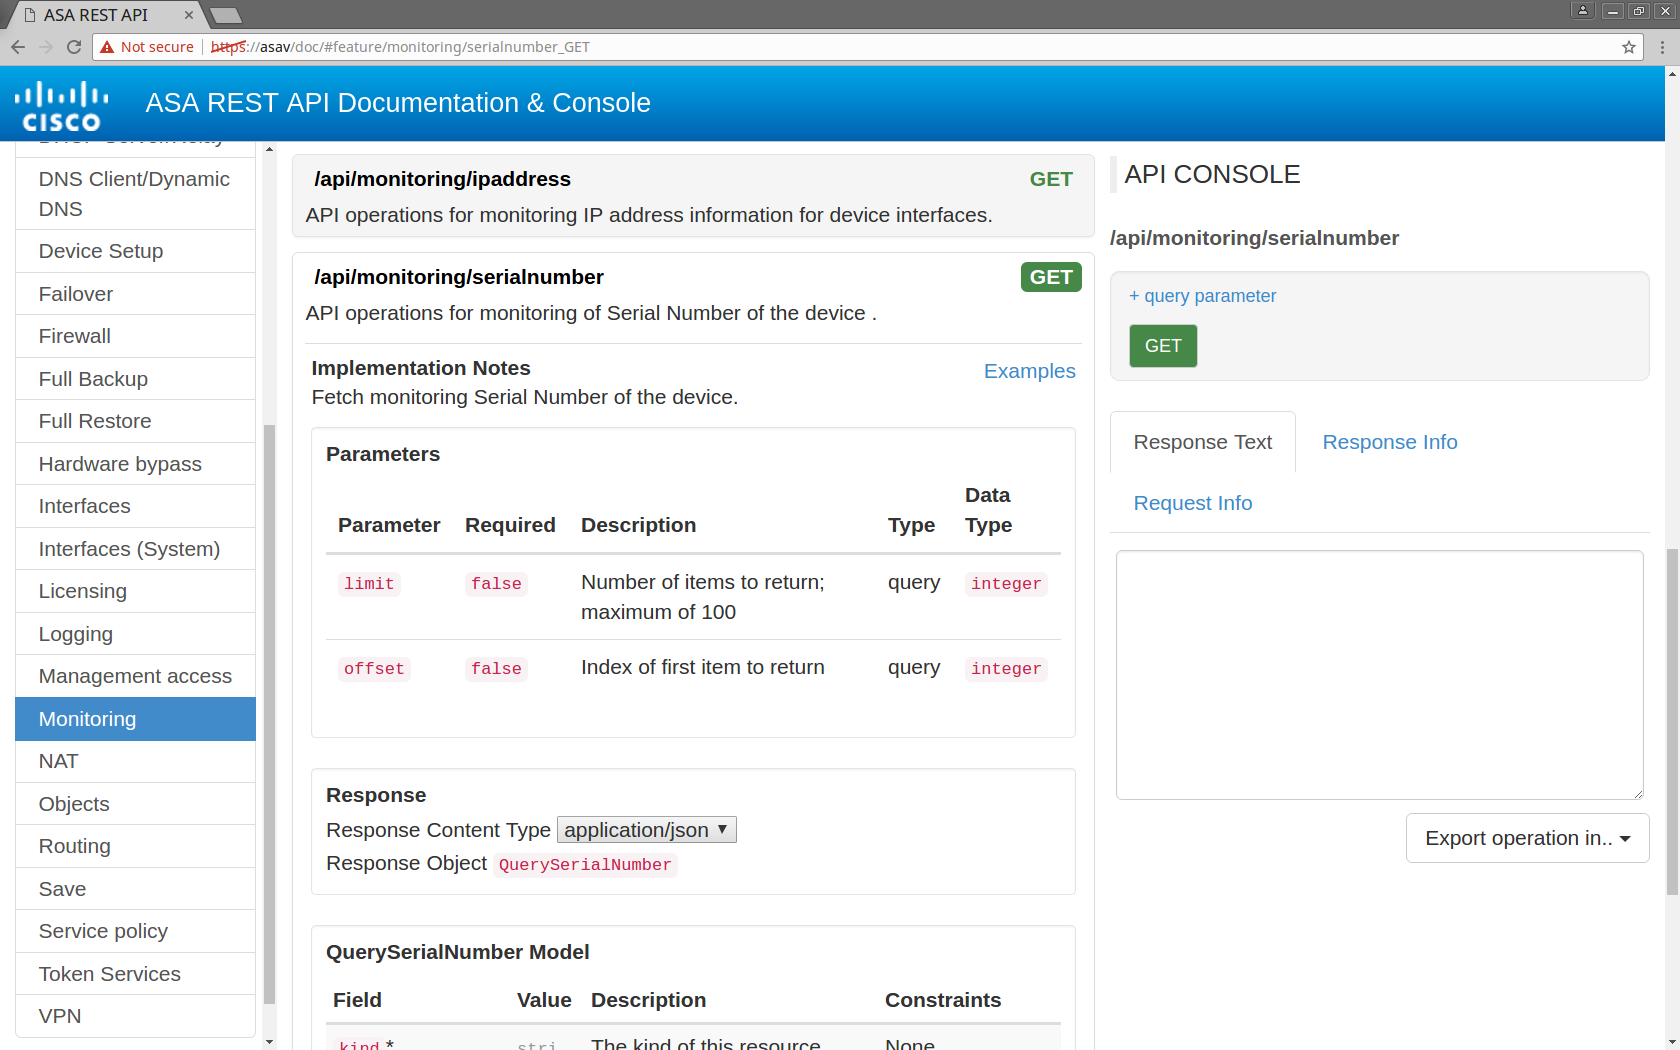 ASA REST API
Not secure https://asav/doc/#feature/monitoring/serialnumber_GET
CISCO
ASA REST API Documentation & Console
DNS Client/Dynamic
DNS
Device Setup
Failover
Firewall
Full Backup
Full Restore
Hardware bypass
Interfaces
Interfaces (System)
Licensing
Logging
Management access
Monitoring
NAT
Objects
Routing
Save
Service policy
Token Services
VPN
/api/monitoring/ipaddress GET
API operations for monitoring IP address information for device interfaces.
/api/monitoring/serialnumber GET
API operations for monitoring of Serial Number of the device .
Implementation Notes Examples
Fetch monitoring Serial Number of the device.
Parameters
Parameter Required Description Type Data Type
limit false Number of items to return; query integer
maximum of 100
offset false Index of first item to return query integer
Response
Response Content Type application/json
Response Object QuerySerialNumber
QuerySerialNumber Model
Field Value Description Constraints
kind * stri The kind of this resource None
API CONSOLE
/api/monitoring/serialnumber
+ query parameter
GET
Response Text Response Info
Request Info
Export operation in..